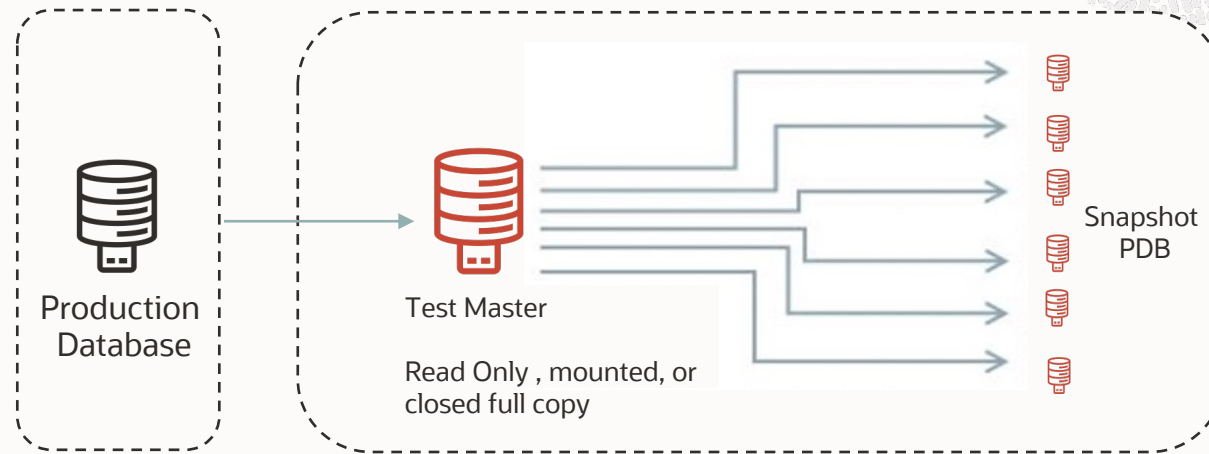 Production
Database
Test Master
Read Only , mounted, or
closed full copy
Snapshot
PDB